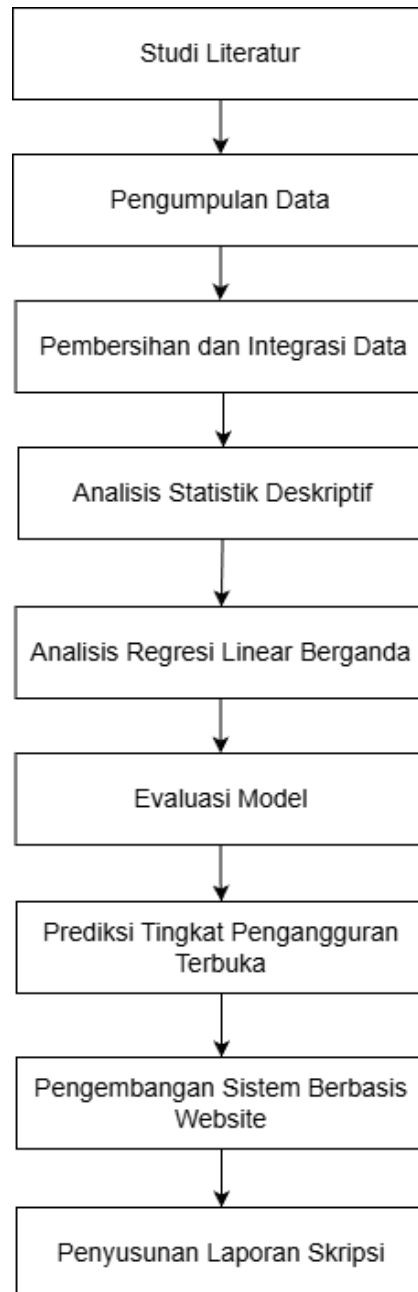 Studi Literatur
Pengumpulan Data
Pembersihan dan Integrasi Data
Analisis Statistik Deskriptif
Analisis Regresi Linear Berganda
Evaluasi Model
Prediksi Tingkat Pengangguran
Terbuka
Pengembangan Sistem Berbasis
Website
Penyusunan Laporan Skripsi